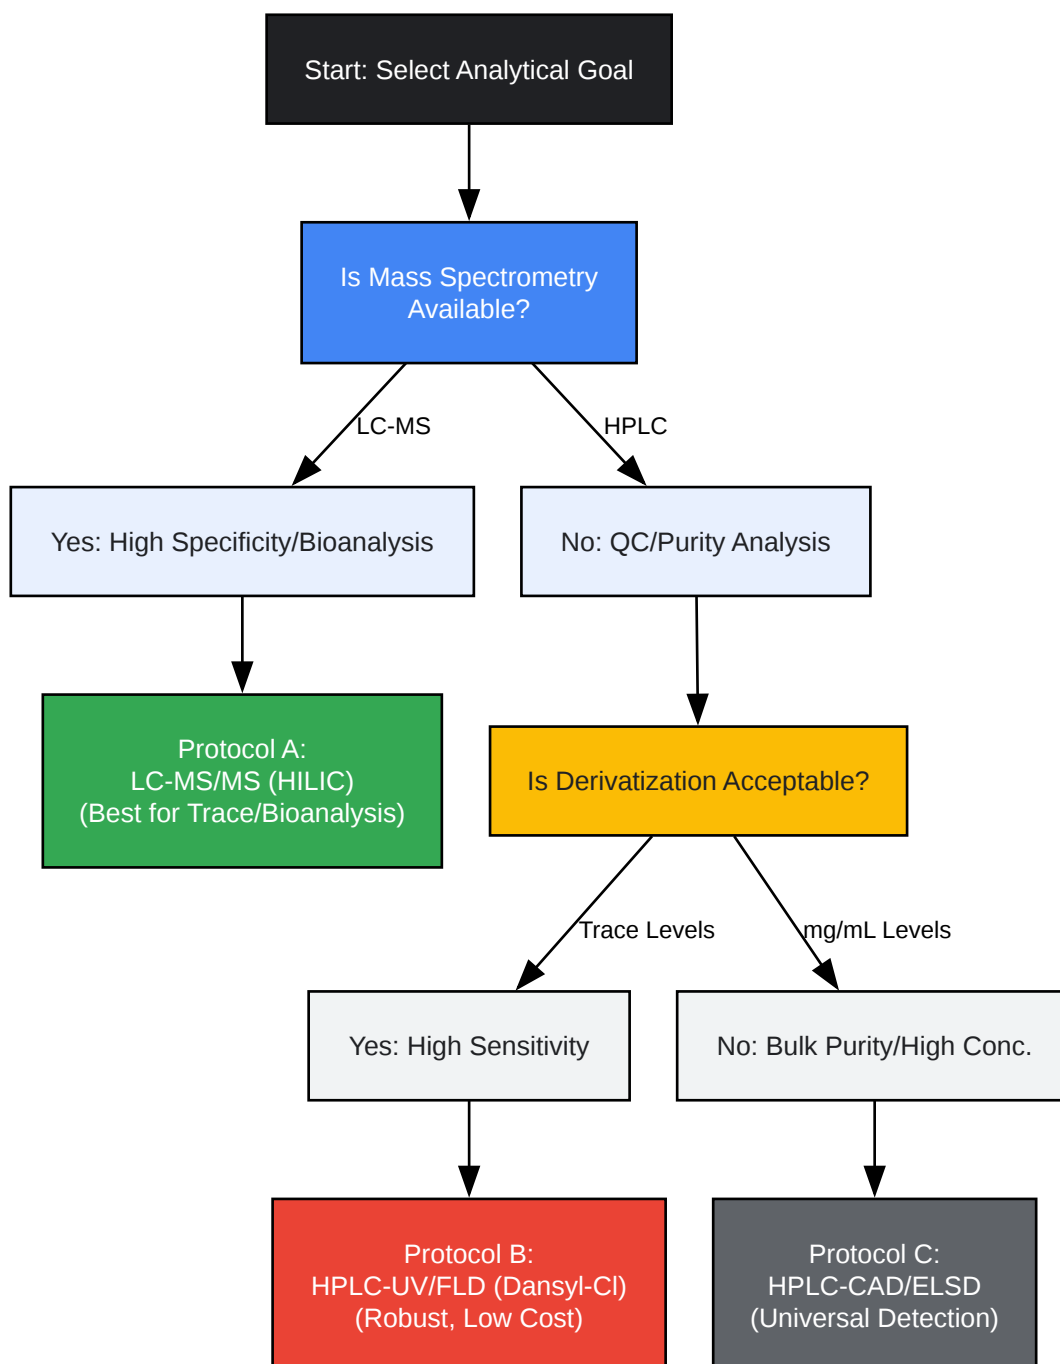 Start: Select Analytical Goal
Is Mass Spectrometry
Available?
LC-MS
HPLC
Yes: High Specificity/Bioanalysis
No: QC/Purity Analysis
Protocol A:
LC-MS/MS (HILIC)
(Best for Trace/Bioanalysis)
Is Derivatization Acceptable?
Trace Levels
mg/mL Levels
Yes: High Sensitivity
No: Bulk Purity/High Conc.
Protocol B:
HPLC-UV/FLD (Dansyl-Cl)
(Robust, Low Cost)
Protocol C:
HPLC-CAD/ELSD
(Universal Detection)